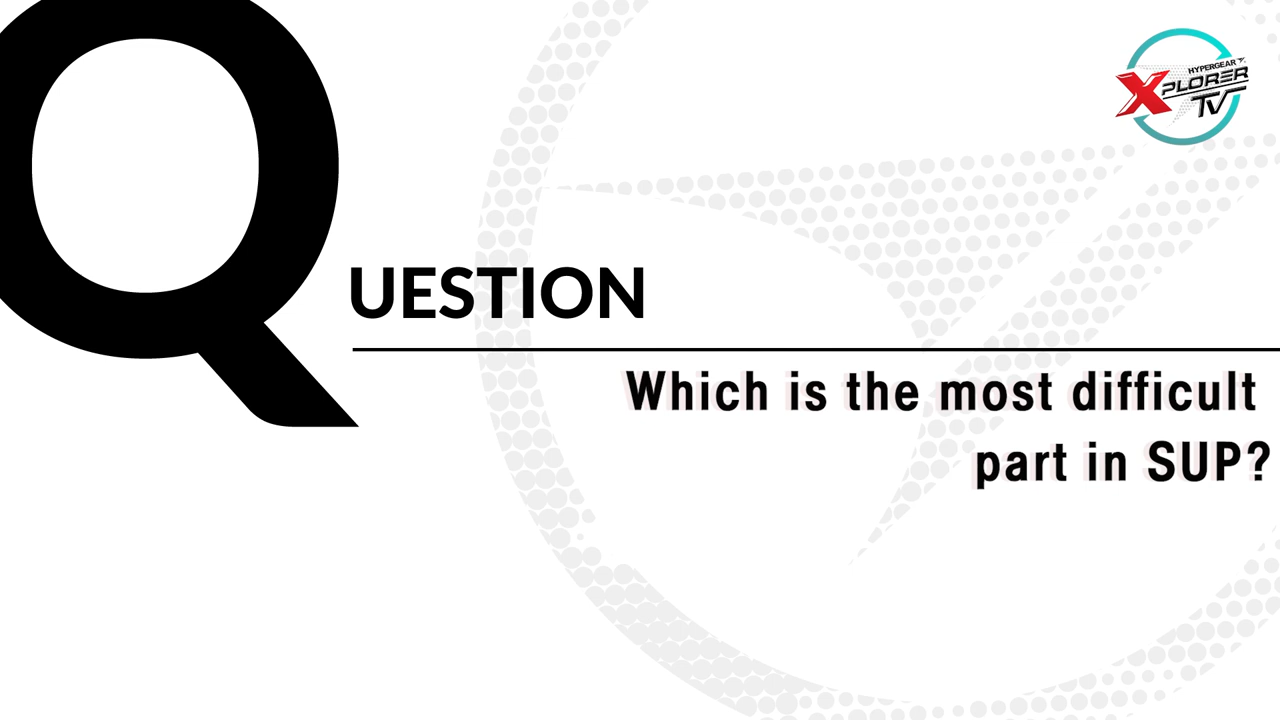 QUESTION
Which is the most difficult
part in SUP?
HYPERGEAR
XPLORER
TV